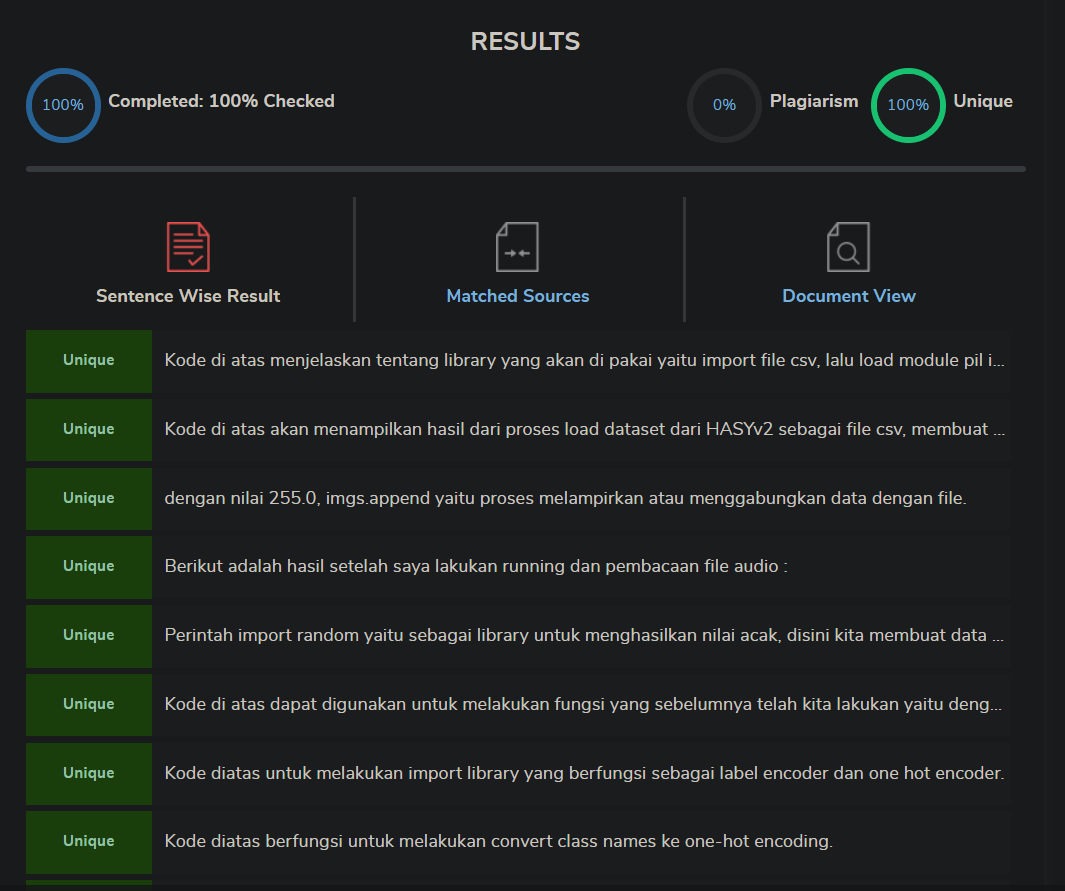 RESULTS
100% Completed: 100% Checked 0% Plagiarism 100% Unique
Sentence Wise Result Matched Sources Document View
Unique Kode di atas menjelaskan tentang library yang akan di pakai yaitu import file csv, lalu load module pil i...
Unique Kode di atas akan menampilkan hasil dari proses load dataset dari HASYv2 sebagai file csv, membuat ...
Unique dengan nilai 255.0, imgs.append yaitu proses melampirkan atau menggabungkan data dengan file.
Unique Berikut adalah hasil setelah saya lakukan running dan pembacaan file audio :
Unique Perintah import random yaitu sebagai library untuk menghasilkan nilai acak, disini kita membuat data ...
Unique Kode di atas dapat digunakan untuk melakukan fungsi yang sebelumnya telah kita lakukan yaitu deng...
Unique Kode diatas untuk melakukan import library yang berfungsi sebagai label encoder dan one hot encoder.
Unique Kode diatas berfungsi untuk melakukan convert class names ke one-hot encoding.